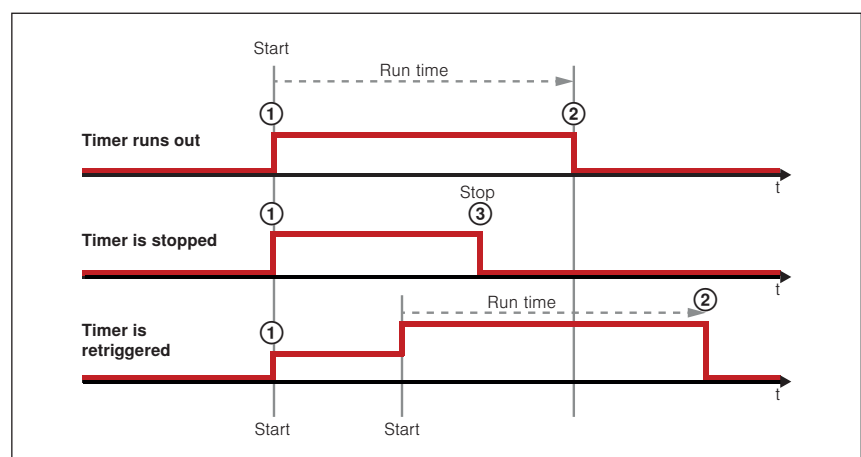 Start
Run time
1
2
Timer runs out
t
Stop
1
3
Timer is stopped
t
Run time
2
1
Timer is
retriggered
t
Start
Start